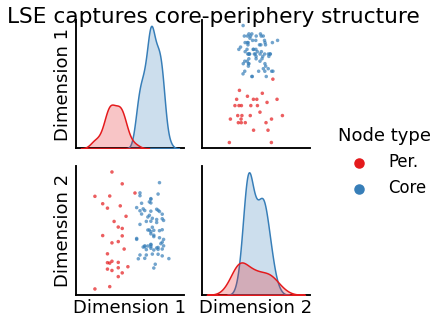 LSE captures core-periphery structure
Dimension 1
Node type
Per.
Core
Dimension 2
Dimension 1
Dimension 2